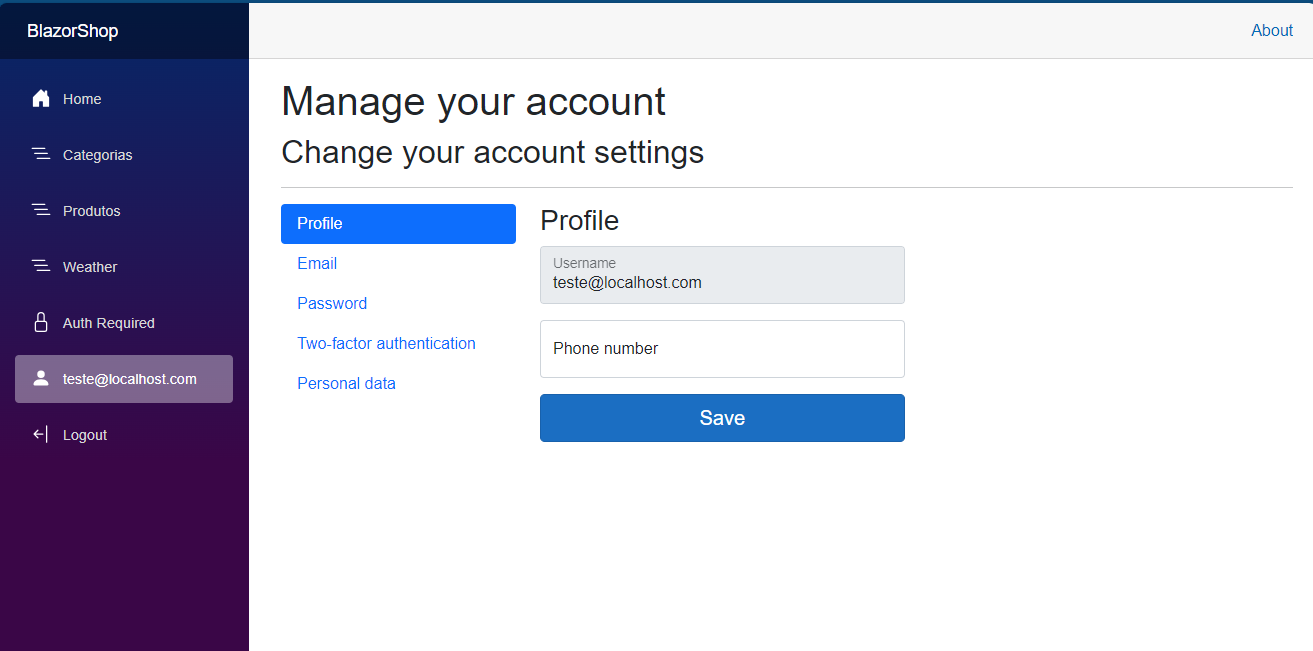 BlazorShop
About
Home
Categorias
Produtos
Weather
Auth Required
teste@localhost.com
Logout
Manage your account
Change your account settings
Profile
Email
Password
Two-factor authentication
Personal data
Profile
Username
teste@localhost.com
Phone number
Save